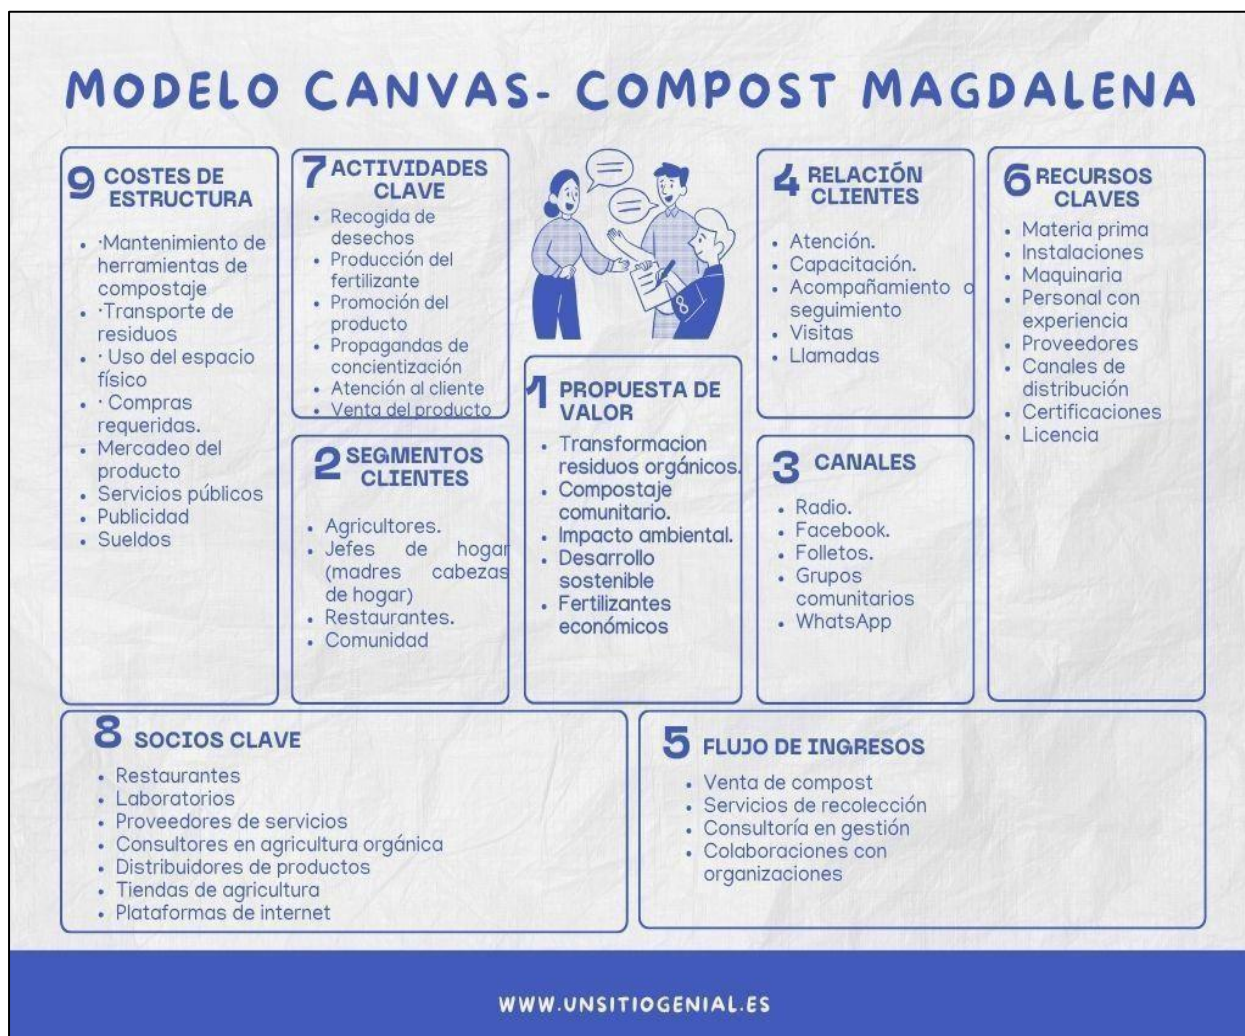 MODELO CANVAS- COMPOST MAGDALENA
9 COSTES DE
ESTRUCTURA
• ·Mantenimiento de
herramientas de
compostaje
• ·Transporte de
residuos
• · Uso del espacio
físico
• · Compras
requeridas.
• Mercadeo del
producto
• Servicios públicos
• Publicidad
• Sueldos
7 ACTIVIDADES
CLAVE
• Recogida de
desechos
• Producción del
fertilizante
• Promoción del
producto
• Propagandas de
concientización
• Atención al cliente
• Venta del producto
2 SEGMENTOS
CLIENTES
• Agricultores.
• Jefes de hogar
(madres cabezas
de hogar)
• Restaurantes.
• Comunidad
1 PROPUESTA DE
VALOR
• Transformacion
residuos orgánicos.
• Compostaje
comunitario.
• Impacto ambiental.
• Desarrollo
sostenible
• Fertilizantes
económicos
4 RELACIÓN
CLIENTES
• Atención.
• Capacitación.
• Acompañamiento o
seguimiento
• Visitas
• Llamadas
3 CANALES
• Radio.
• Facebook.
• Folletos.
• Grupos
comunitarios
• WhatsApp
6 RECURSOS
CLAVES
• Materia prima
• Instalaciones
• Maquinaria
• Personal con
experiencia
• Proveedores
• Canales de
distribución
• Certificaciones
• Licencia
8 SOCIOS CLAVE
• Restaurantes
• Laboratorios
• Proveedores de servicios
• Consultores en agricultura orgánica
• Distribuidores de productos
• Tiendas de agricultura
• Plataformas de internet
5 FLUJO DE INGRESOS
• Venta de compost
• Servicios de recolección
• Consultoría en gestión
• Colaboraciones con
organizaciones
WWW.UNSITIOGENIAL.ES